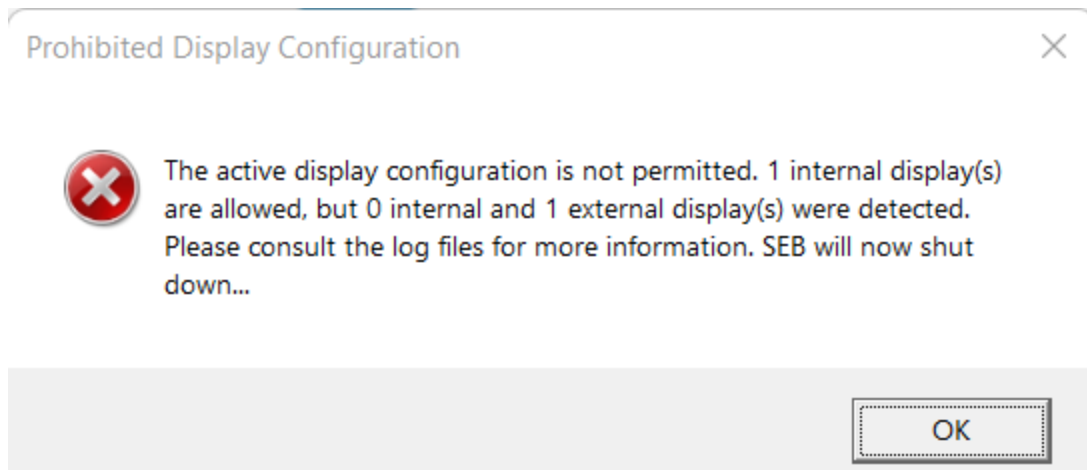 Prohibited Display Configuration
The active display configuration is not permitted. 1 internal display(s)
are allowed, but 0 internal and 1 external display(s) were detected.
Please consult the log files for more information. SEB will now shut
down...
OK